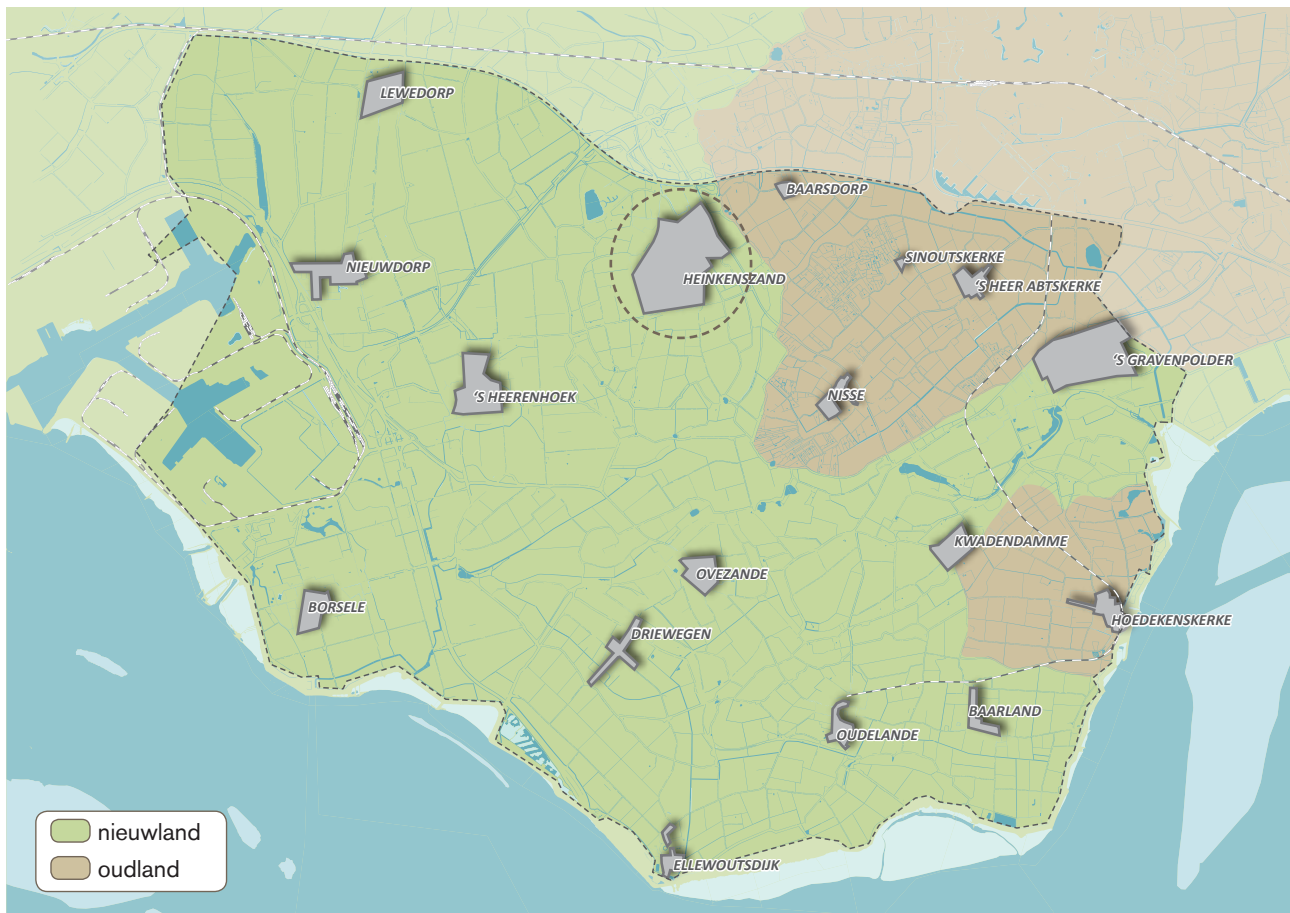 LEWEDORP
BAARSDORP
SINOUTSKERKE
NIEUWDORP
HEINKENSZAND
'S HEER ABTSKERKE
'S GRAVENPOLDER
'S HEERENHOEK
NISSE
KWADENDAMME
OVEZANDE
BORSELE
HOEDEKENSKERKE
DRIEWEGEN
BAARLAND
OUDELANDE
ELLEWOUTSDIJK
nieuwland
oudland